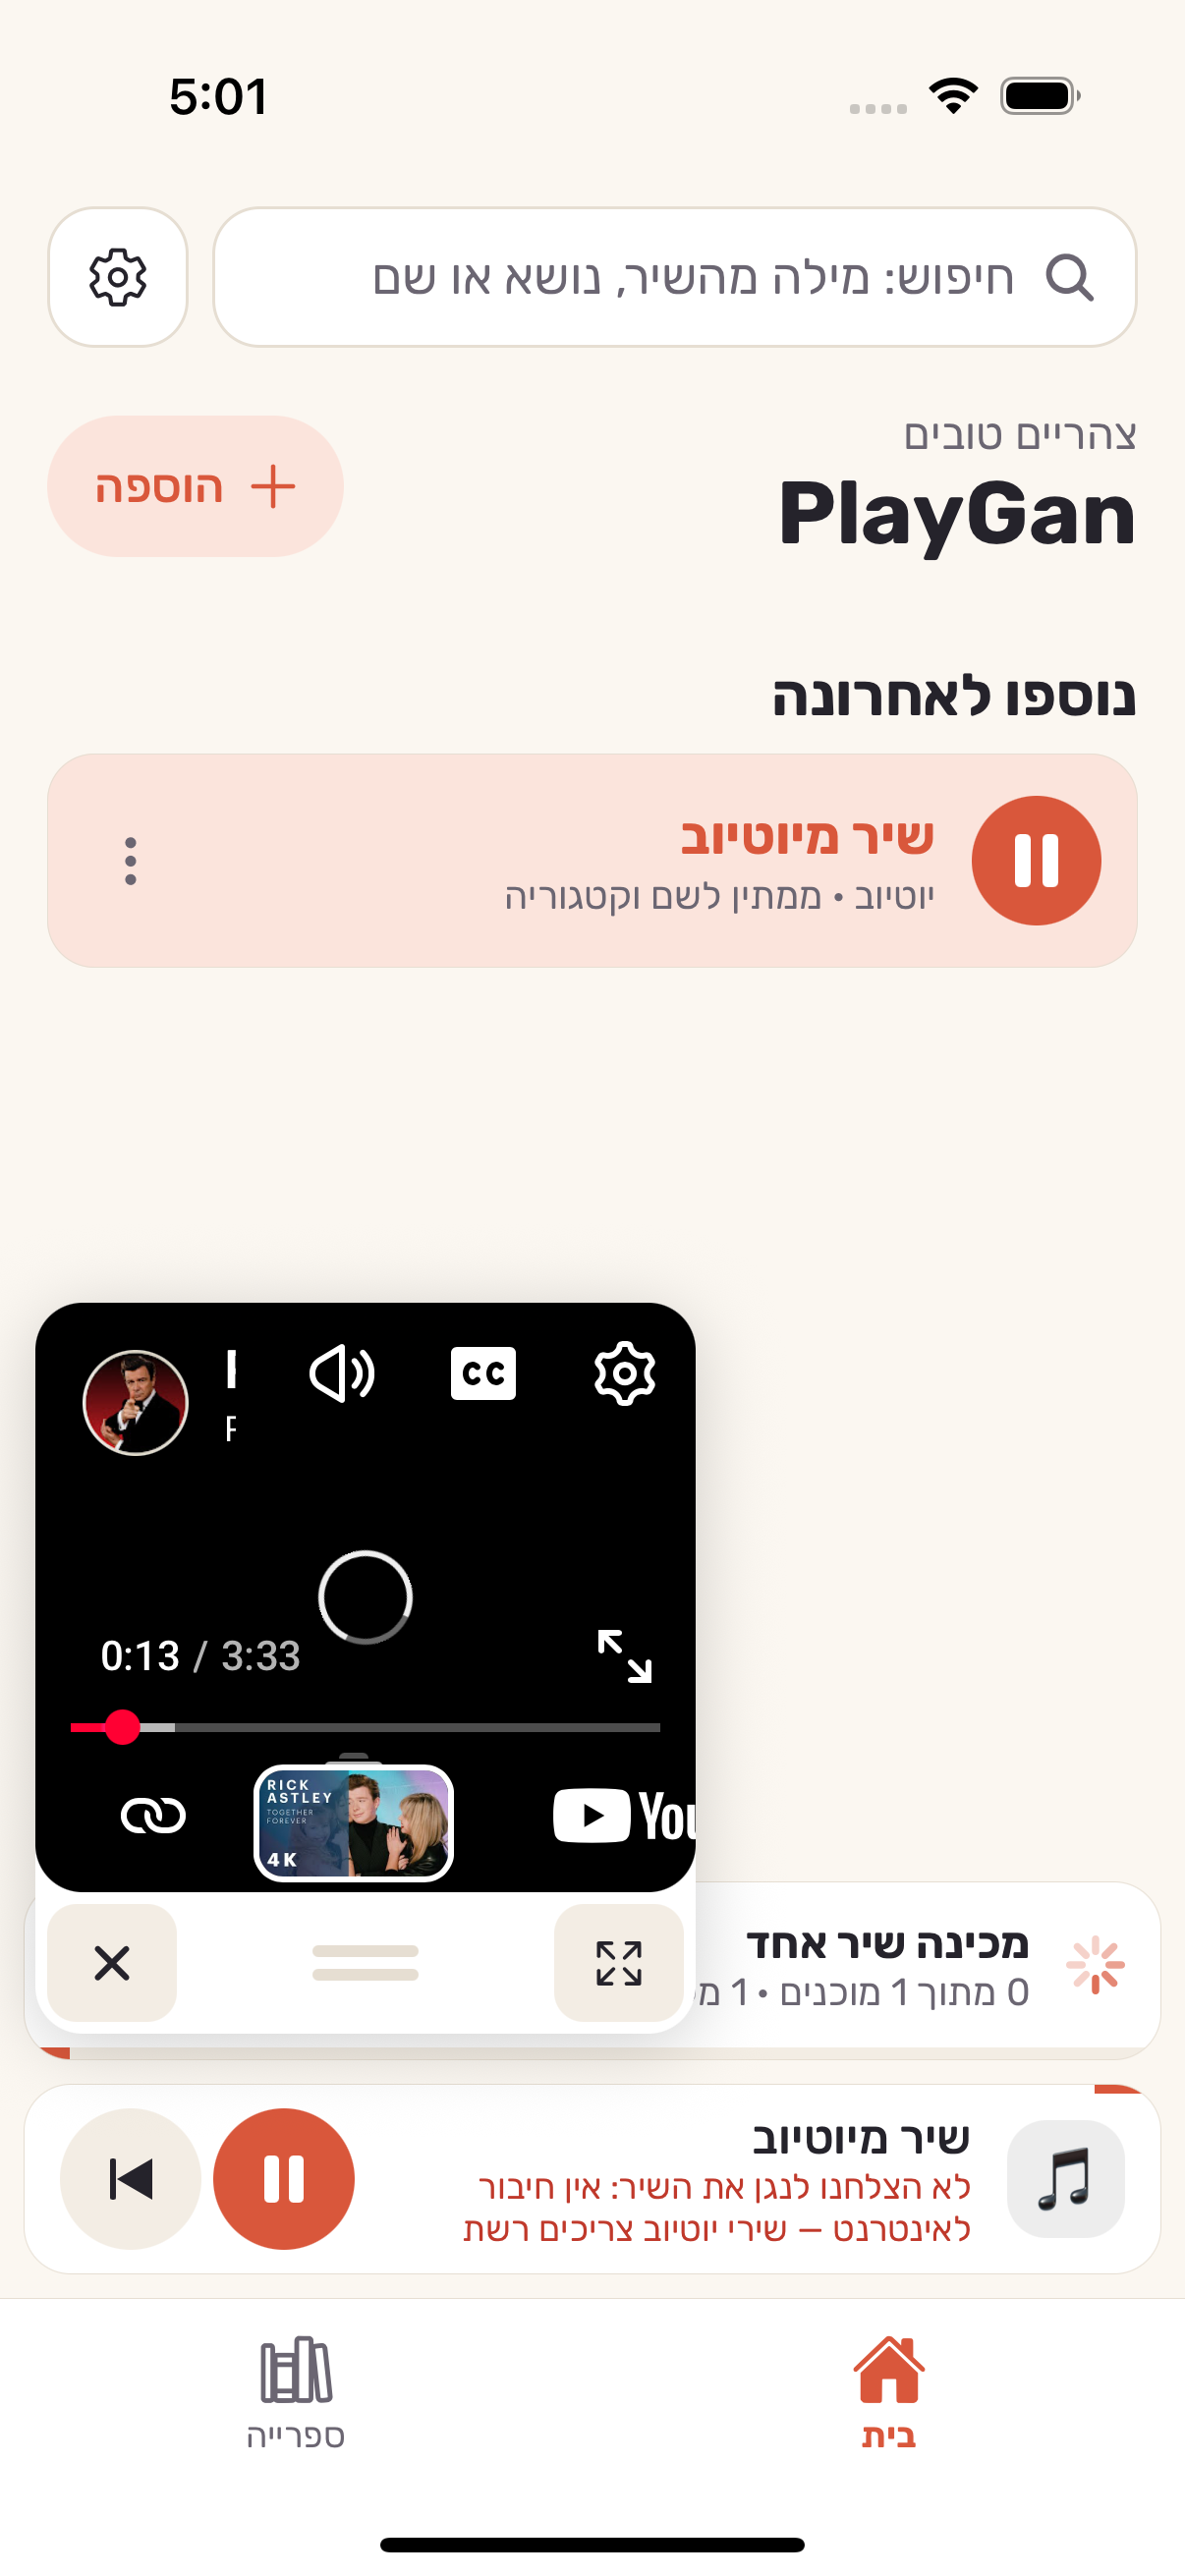 5:01
חיפוש: מילה מהשיר, נושא או שם
צהריים טובים
PlayGan
הוספה
נוספו לאחרונה
שיר מיוטיוב
יוטיוב • ממתין לשם וקטגוריה
CC
0:13 / 3:33
RICK
ASTLEY
TOGETHER
FOREVER
4K
מכינה שיר אחד
0 מתוך 1 מוכנים • 1
שיר מיוטיוב
לא הצלחנו לנגן את השיר: אין חיבור
לאינטרנט – שירי יוטיוב צריכים רשת
בית
ספרייה